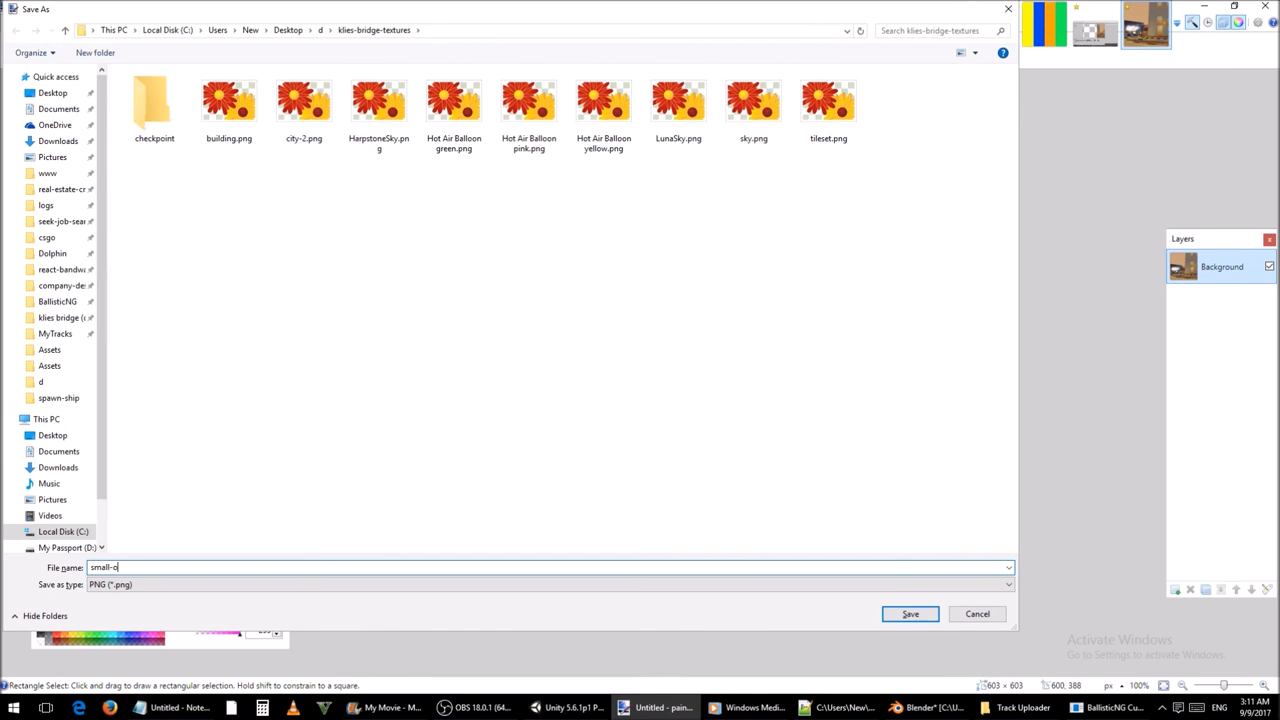 Save As
This PC > Local Disk (C:) > Users > New > Desktop > d > klies-bridge-textures >
Search klies-bridge-textures
Organize
New folder
Quick access
Desktop
Documents
OneDrive
Downloads
Pictures
www
real-estate-cr
logs
seek-job-sear
csgo
Dolphin
react-bandwa
company-de
BallisticNG
klies bridge (
MyTracks
Assets
Assets
d
spawn-ship
This PC
Desktop
Documents
Downloads
Music
Pictures
Videos
Local Disk (C:)
My Passport (D:)
checkpoint
building.png
city-2.png
HarpstoneSky.pn
g
Hot Air Balloon
green.png
Hot Air Balloon
pink.png
Hot Air Balloon
yellow.png
LunaSky.png
sky.png
tileset.png
File name: small-o
Save as type: PNG (*.png)
Hide Folders
Save
Cancel
Layers
Background
Activate Windows
Go to Settings to activate Windows.
Rectangle Select: Click and drag to draw a rectangular selection. Hold shift to constrain to a square.
603 × 603
600, 388
px
100%
Untitled - Note...
My Movie - M...
OBS 18.0.1 (64...
Unity 5.6.1p1 P...
Untitled - pain...
Windows Medi...
C:\Users\New\...
Blender* [C:\U...
Track Uploader
BallisticNG Cu...
ENG
3:11 AM
9/9/2017